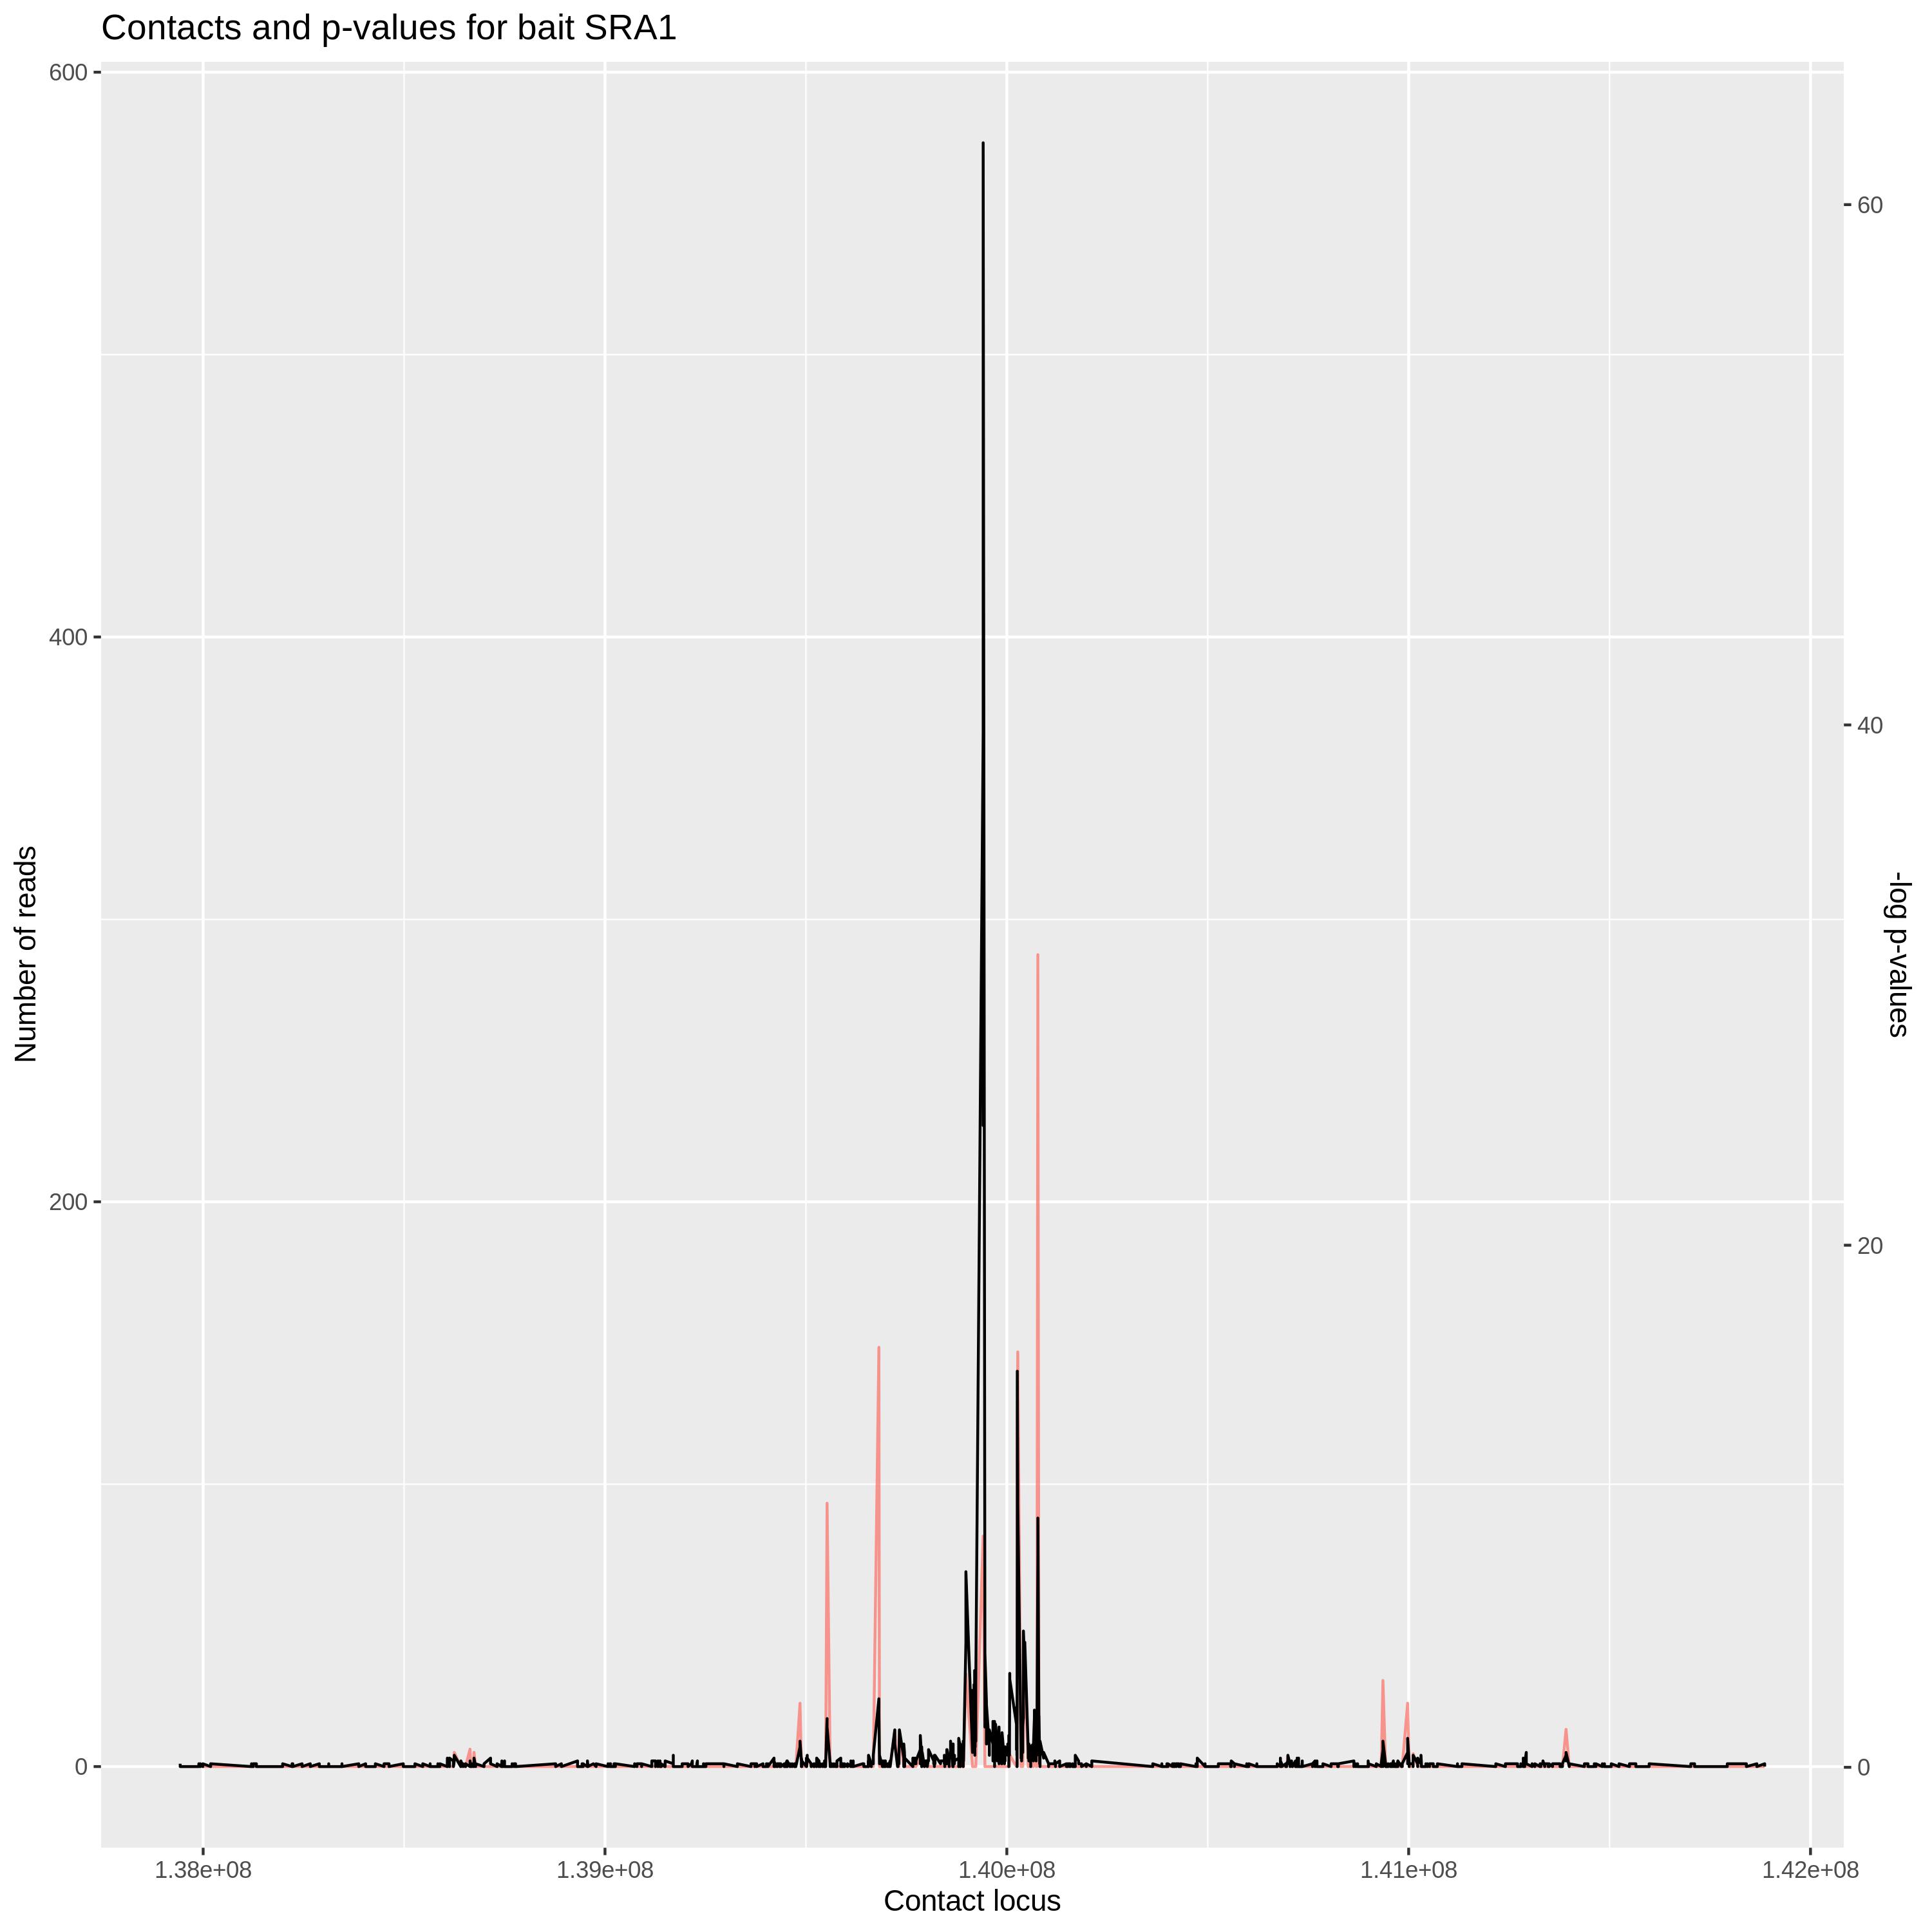 Contacts and p-values for bait SRA1
600
400
200
0
Number of reads
60
40
20
0
-log p-values
1.38e+08
1.39e+08
1.40e+08
1.41e+08
1.42e+08
Contact locus